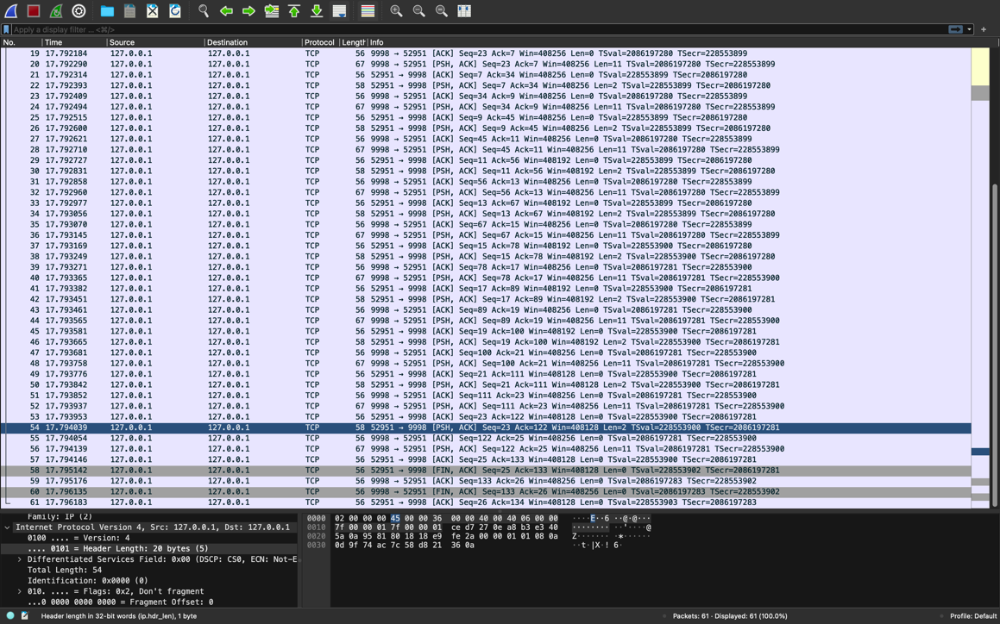 Apply a display filter ... <⌘/>
No. Time Source Destination Protocol Length Info
19 17.792184 127.0.0.1 127.0.0.1 TCP 56 9998 → 52951 [ACK] Seq=23 Ack=7 Win=408256 Len=0 TSval=2086197280 TSecr=228553899
20 17.792290 127.0.0.1 127.0.0.1 TCP 67 9998 → 52951 [PSH, ACK] Seq=23 Ack=7 Win=408256 Len=11 TSval=2086197280 TSecr=228553899
21 17.792314 127.0.0.1 127.0.0.1 TCP 56 52951 → 9998 [ACK] Seq=7 Ack=34 Win=408256 Len=0 TSval=228553899 TSecr=2086197280
22 17.792393 127.0.0.1 127.0.0.1 TCP 58 52951 → 9998 [PSH, ACK] Seq=7 Ack=34 Win=408256 Len=2 TSval=228553899 TSecr=2086197280
23 17.792409 127.0.0.1 127.0.0.1 TCP 56 9998 → 52951 [ACK] Seq=34 Ack=9 Win=408256 Len=0 TSval=2086197280 TSecr=228553899
24 17.792494 127.0.0.1 127.0.0.1 TCP 67 9998 → 52951 [PSH, ACK] Seq=34 Ack=9 Win=408256 Len=11 TSval=2086197280 TSecr=228553899
25 17.792515 127.0.0.1 127.0.0.1 TCP 56 52951 → 9998 [ACK] Seq=9 Ack=45 Win=408256 Len=0 TSval=228553899 TSecr=2086197280
26 17.792600 127.0.0.1 127.0.0.1 TCP 58 52951 → 9998 [PSH, ACK] Seq=9 Ack=45 Win=408256 Len=2 TSval=228553899 TSecr=2086197280
27 17.792621 127.0.0.1 127.0.0.1 TCP 56 9998 → 52951 [ACK] Seq=45 Ack=11 Win=408256 Len=0 TSval=2086197280 TSecr=228553899
28 17.792710 127.0.0.1 127.0.0.1 TCP 67 9998 → 52951 [PSH, ACK] Seq=45 Ack=11 Win=408256 Len=11 TSval=2086197280 TSecr=228553899
29 17.792727 127.0.0.1 127.0.0.1 TCP 56 52951 → 9998 [ACK] Seq=11 Ack=56 Win=408192 Len=0 TSval=228553899 TSecr=2086197280
30 17.792831 127.0.0.1 127.0.0.1 TCP 58 52951 → 9998 [PSH, ACK] Seq=11 Ack=56 Win=408192 Len=2 TSval=228553899 TSecr=2086197280
31 17.792858 127.0.0.1 127.0.0.1 TCP 56 9998 → 52951 [ACK] Seq=56 Ack=13 Win=408256 Len=0 TSval=2086197280 TSecr=228553899
32 17.792960 127.0.0.1 127.0.0.1 TCP 67 9998 → 52951 [PSH, ACK] Seq=56 Ack=13 Win=408256 Len=11 TSval=2086197280 TSecr=228553899
33 17.792977 127.0.0.1 127.0.0.1 TCP 56 52951 → 9998 [ACK] Seq=13 Ack=67 Win=408192 Len=0 TSval=228553899 TSecr=2086197280
34 17.793056 127.0.0.1 127.0.0.1 TCP 58 52951 → 9998 [PSH, ACK] Seq=13 Ack=67 Win=408192 Len=2 TSval=228553899 TSecr=2086197280
35 17.793070 127.0.0.1 127.0.0.1 TCP 56 9998 → 52951 [ACK] Seq=67 Ack=15 Win=408256 Len=0 TSval=2086197280 TSecr=228553899
36 17.793145 127.0.0.1 127.0.0.1 TCP 67 9998 → 52951 [PSH, ACK] Seq=67 Ack=15 Win=408256 Len=11 TSval=2086197280 TSecr=228553899
37 17.793169 127.0.0.1 127.0.0.1 TCP 56 52951 → 9998 [ACK] Seq=15 Ack=78 Win=408192 Len=0 TSval=228553900 TSecr=2086197280
38 17.793249 127.0.0.1 127.0.0.1 TCP 58 52951 → 9998 [PSH, ACK] Seq=15 Ack=78 Win=408192 Len=2 TSval=228553900 TSecr=2086197280
39 17.793271 127.0.0.1 127.0.0.1 TCP 56 9998 → 52951 [ACK] Seq=78 Ack=17 Win=408256 Len=0 TSval=2086197281 TSecr=228553900
40 17.793365 127.0.0.1 127.0.0.1 TCP 67 9998 → 52951 [PSH, ACK] Seq=78 Ack=17 Win=408256 Len=11 TSval=2086197281 TSecr=228553900
41 17.793382 127.0.0.1 127.0.0.1 TCP 56 52951 → 9998 [ACK] Seq=17 Ack=89 Win=408192 Len=0 TSval=228553900 TSecr=2086197281
42 17.793451 127.0.0.1 127.0.0.1 TCP 58 52951 → 9998 [PSH, ACK] Seq=17 Ack=89 Win=408192 Len=2 TSval=228553900 TSecr=2086197281
43 17.793461 127.0.0.1 127.0.0.1 TCP 56 9998 → 52951 [ACK] Seq=89 Ack=19 Win=408256 Len=0 TSval=2086197281 TSecr=228553900
44 17.793565 127.0.0.1 127.0.0.1 TCP 67 9998 → 52951 [PSH, ACK] Seq=89 Ack=19 Win=408256 Len=11 TSval=2086197281 TSecr=228553900
45 17.793581 127.0.0.1 127.0.0.1 TCP 56 52951 → 9998 [ACK] Seq=19 Ack=100 Win=408192 Len=0 TSval=228553900 TSecr=2086197281
46 17.793665 127.0.0.1 127.0.0.1 TCP 58 52951 → 9998 [PSH, ACK] Seq=19 Ack=100 Win=408192 Len=2 TSval=228553900 TSecr=2086197281
47 17.793681 127.0.0.1 127.0.0.1 TCP 56 9998 → 52951 [ACK] Seq=100 Ack=21 Win=408256 Len=0 TSval=2086197281 TSecr=228553900
48 17.793758 127.0.0.1 127.0.0.1 TCP 67 9998 → 52951 [PSH, ACK] Seq=100 Ack=21 Win=408256 Len=11 TSval=2086197281 TSecr=228553900
49 17.793776 127.0.0.1 127.0.0.1 TCP 56 52951 → 9998 [ACK] Seq=21 Ack=111 Win=408128 Len=0 TSval=228553900 TSecr=2086197281
50 17.793842 127.0.0.1 127.0.0.1 TCP 58 52951 → 9998 [PSH, ACK] Seq=21 Ack=111 Win=408128 Len=2 TSval=228553900 TSecr=2086197281
51 17.793852 127.0.0.1 127.0.0.1 TCP 56 9998 → 52951 [ACK] Seq=111 Ack=23 Win=408256 Len=0 TSval=2086197281 TSecr=228553900
52 17.793937 127.0.0.1 127.0.0.1 TCP 67 9998 → 52951 [PSH, ACK] Seq=111 Ack=23 Win=408256 Len=11 TSval=2086197281 TSecr=228553900
53 17.793953 127.0.0.1 127.0.0.1 TCP 56 52951 → 9998 [ACK] Seq=23 Ack=122 Win=408128 Len=0 TSval=228553900 TSecr=2086197281
54 17.794039 127.0.0.1 127.0.0.1 TCP 58 52951 → 9998 [PSH, ACK] Seq=23 Ack=122 Win=408128 Len=2 TSval=228553900 TSecr=2086197281
55 17.794054 127.0.0.1 127.0.0.1 TCP 56 9998 → 52951 [ACK] Seq=122 Ack=25 Win=408256 Len=0 TSval=2086197281 TSecr=228553900
56 17.794139 127.0.0.1 127.0.0.1 TCP 67 9998 → 52951 [PSH, ACK] Seq=122 Ack=25 Win=408256 Len=11 TSval=2086197281 TSecr=228553900
57 17.794146 127.0.0.1 127.0.0.1 TCP 56 52951 → 9998 [ACK] Seq=25 Ack=133 Win=408128 Len=0 TSval=228553900 TSecr=2086197281
58 17.795142 127.0.0.1 127.0.0.1 TCP 56 52951 → 9998 [FIN, ACK] Seq=25 Ack=133 Win=408128 Len=0 TSval=228553902 TSecr=2086197281
59 17.795176 127.0.0.1 127.0.0.1 TCP 56 9998 → 52951 [ACK] Seq=133 Ack=26 Win=408256 Len=0 TSval=2086197283 TSecr=228553902
60 17.796135 127.0.0.1 127.0.0.1 TCP 56 9998 → 52951 [FIN, ACK] Seq=133 Ack=26 Win=408256 Len=0 TSval=2086197283 TSecr=228553902
61 17.796183 127.0.0.1 127.0.0.1 TCP 56 52951 → 9998 [ACK] Seq=26 Ack=134 Win=408128 Len=0 TSval=228553903 TSecr=2086197283
Family: IP (2)
Internet Protocol Version 4, Src: 127.0.0.1, Dst: 127.0.0.1
0100 .... = Version: 4
.... 0101 = Header Length: 20 bytes (5)
Differentiated Services Field: 0x00 (DSCP: CS0, ECN: Not-E
Total Length: 54
Identification: 0x0000 (0)
010. .... = Flags: 0x2, Don't fragment
...0 0000 0000 0000 = Fragment Offset: 0
0000 02 00 00 00 45 00 00 36 00 00 40 00 40 06 00 00 ····E··6 ··@·@···
0010 7f 00 00 01 7f 00 00 01 ce d7 27 0e a8 b3 e3 40 ········ ··'····@
0020 5a 0a 95 81 80 18 18 e9 fe 2a 00 00 01 01 08 0a Z······· ·*······
0030 0d 9f 74 ac 7c 58 d8 21 36 0a ··t·|X·! 6·
Header length in 32-bit words (ip.hdr_len), 1 byte
Packets: 61 · Displayed: 61 (100.0%)
Profile: Default